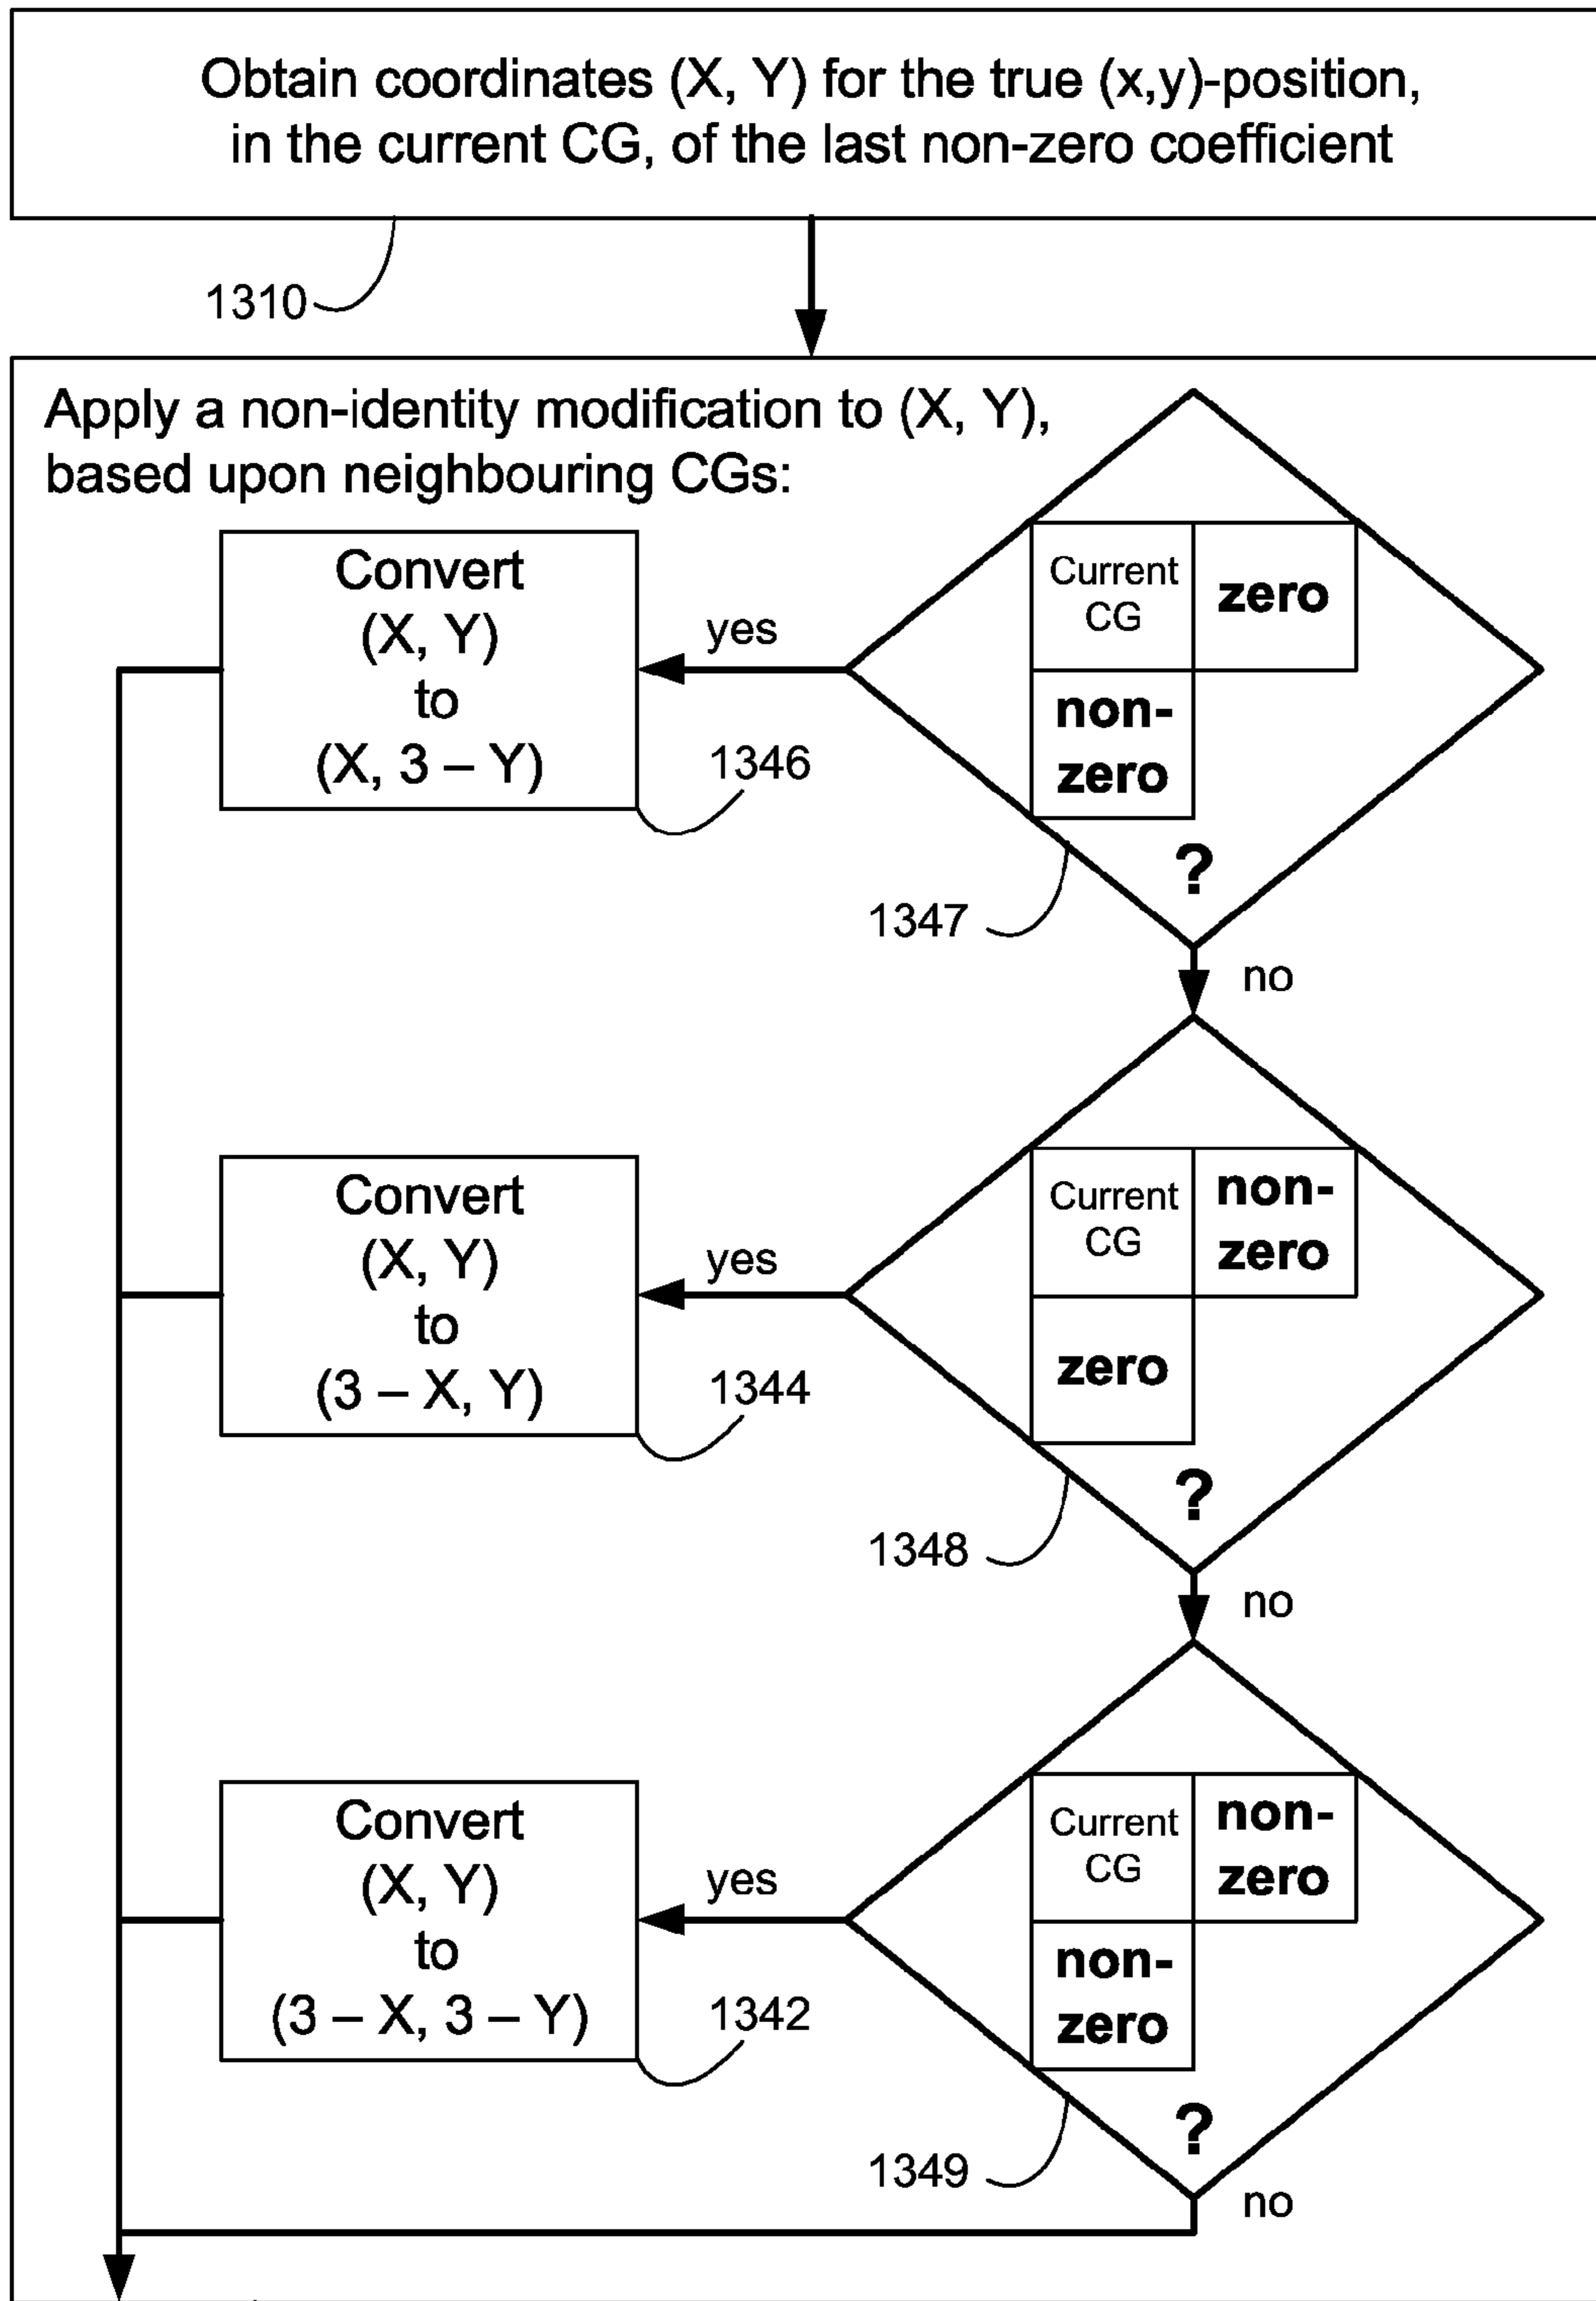 Obtain coordinates (X, Y) for the true (x,y)-position,
in the current CG, of the last non-zero coefficient
1310
Apply a non-identity modification to (X, Y),
based upon neighbouring CGs:
Convert
(X, Y)
to
(X, 3 – Y)
1346
yes
Current
CG
zero
non-
zero
?
1347
no
Convert
(X, Y)
to
(3 – X, Y)
1344
yes
Current
CG
non-
zero
zero
?
1348
no
Convert
(X, Y)
to
(3 – X, 3 – Y)
1342
yes
Current
CG
non-
zero
non-
zero
?
1349
no